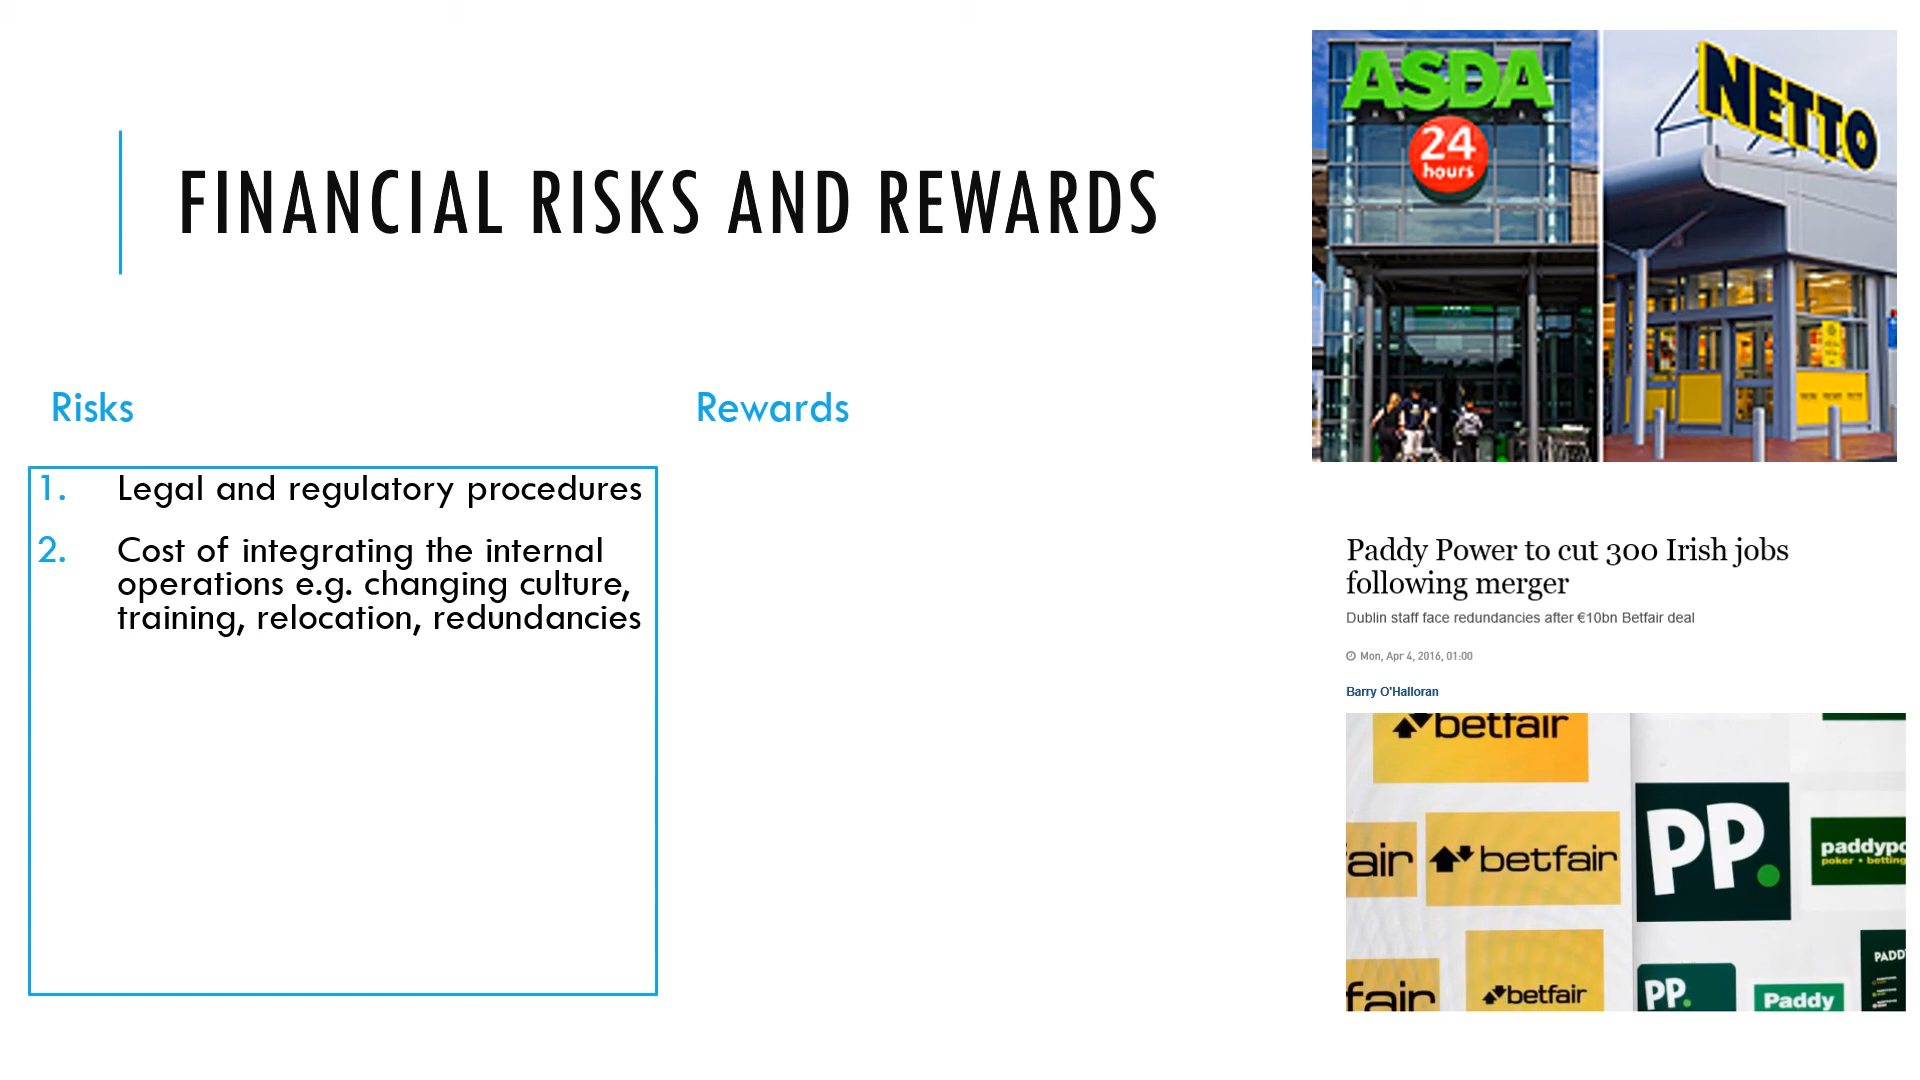 FINANCIAL RISKS AND REWARDS
Risks
1. Legal and regulatory procedures
2. Cost of integrating the internal
operations e.g. changing culture,
training, relocation, redundancies
Rewards
ASDA
24
hours
NETTO
Paddy Power to cut 300 Irish jobs
following merger
Dublin staff face redundancies after €10bn Betfair deal
Mon, Apr 4, 2016, 01:00
Barry O'Halloran
betfair
air
betfair
PP.
paddypo
poker • betting
fair
betfair
PP.
Paddy
PADD